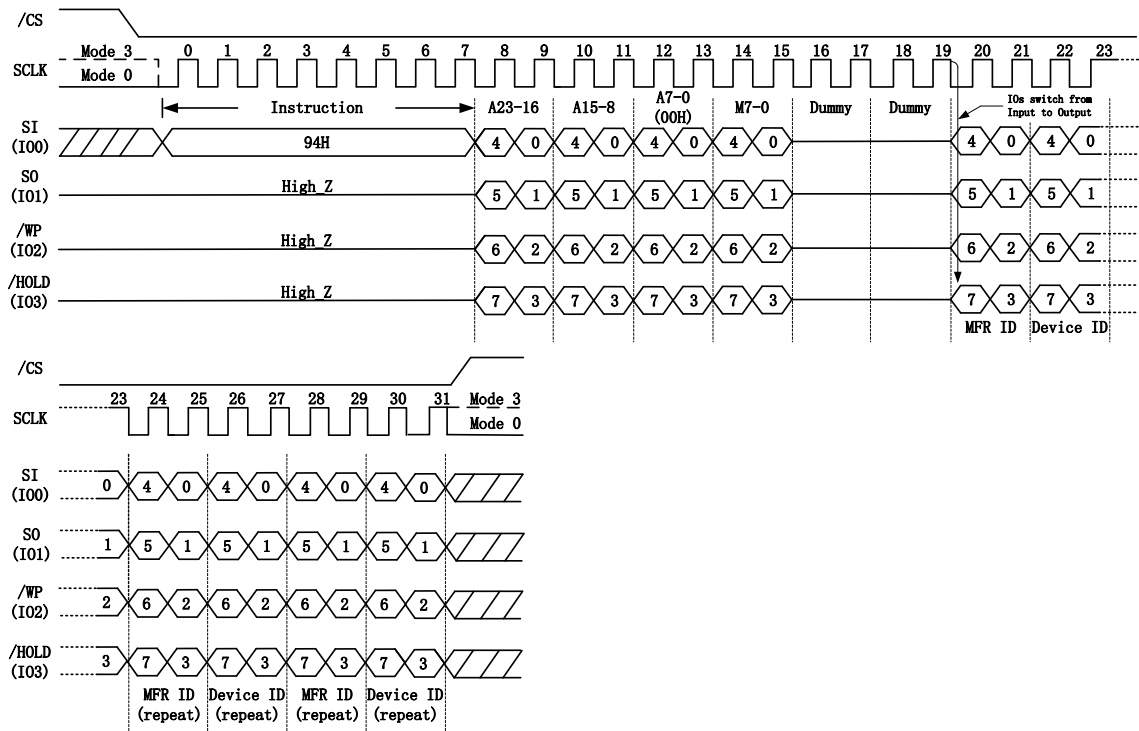 /CS
Mode 3 0 1 2 3 4 5 6 7 8 9 10 11 12 13 14 15 16 17 18 19 20 21 22 23
SCLK Mode 0
Instruction A23-16 A15-8 A7-0 (00H) M7-0 Dummy Dummy IOs switch from Input to Output
SI (IO0) 94H 4 0 4 0 4 0 4 0 4 0 4 0
SO (IO1) High_Z 5 1 5 1 5 1 5 1 5 1 5 1
/WP (IO2) High_Z 6 2 6 2 6 2 6 2 6 2 6 2
/HOLD (IO3) High_Z 7 3 7 3 7 3 7 3 7 3 7 3
MFR ID Device ID
/CS
23 24 25 26 27 28 29 30 31 Mode 3
SCLK Mode 0
SI (IO0) 0 4 0 4 0 4 0 4 0
SO (IO1) 1 5 1 5 1 5 1 5 1
/WP (IO2) 2 6 2 6 2 6 2 6 2
/HOLD (IO3) 3 7 3 7 3 7 3 7 3
MFR ID Device ID MFR ID Device ID
(repeat) (repeat) (repeat) (repeat)